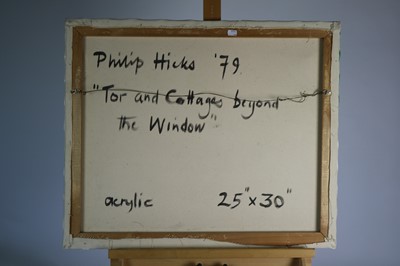 Philip Hicks '79
"Tor and Cottages beyond
the Window"
acrylic 25" x 30"